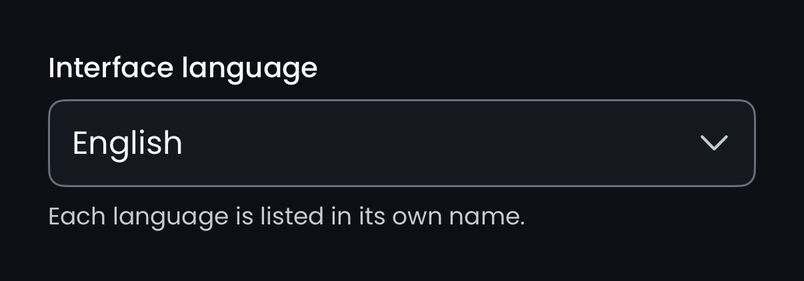 Interface language
English
Each language is listed in its own name.